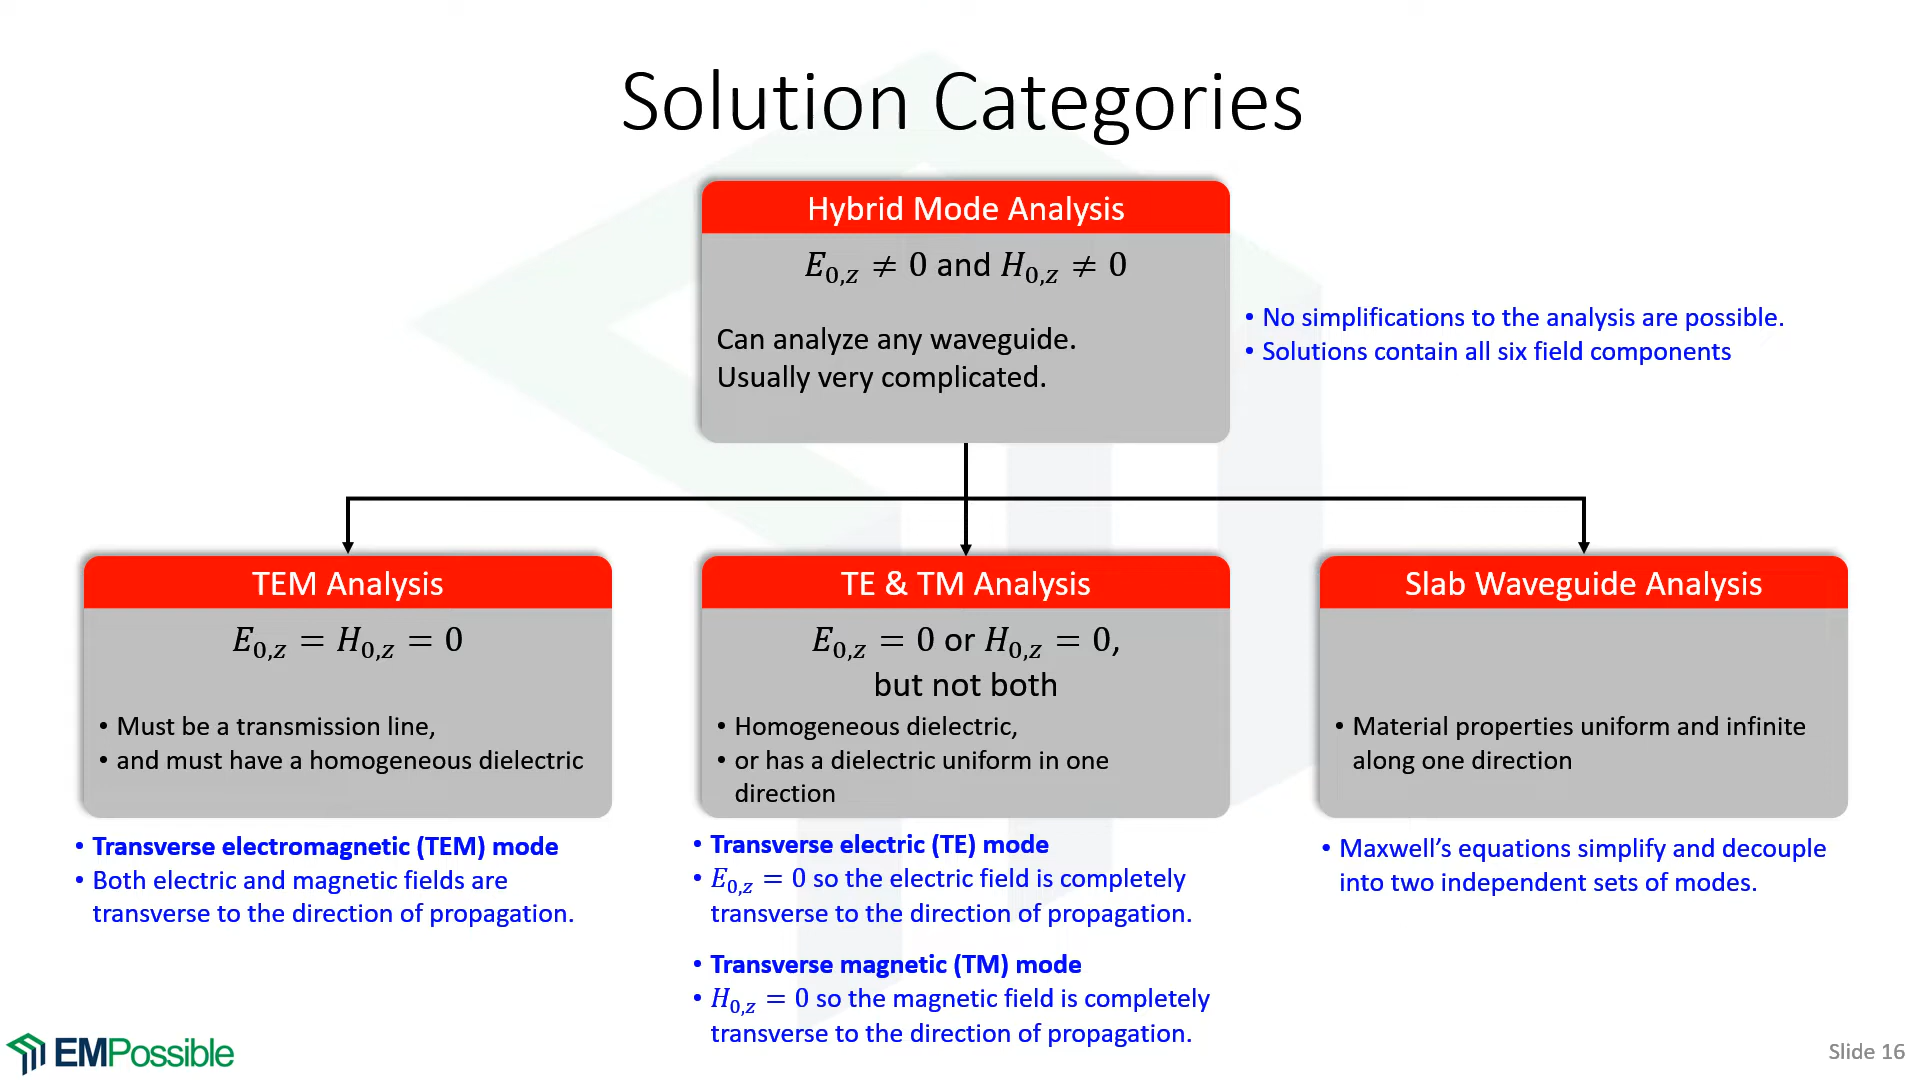 Solution Categories
Hybrid Mode Analysis
E₀,z ≠ 0 and H₀,z ≠ 0
Can analyze any waveguide.
Usually very complicated.
• No simplifications to the analysis are possible.
• Solutions contain all six field components
TEM Analysis
E₀,z = H₀,z = 0
• Must be a transmission line,
• and must have a homogeneous dielectric
• Transverse electromagnetic (TEM) mode
• Both electric and magnetic fields are
transverse to the direction of propagation.
TE & TM Analysis
E₀,z = 0 or H₀,z = 0,
but not both
• Homogeneous dielectric,
• or has a dielectric uniform in one
direction
• Transverse electric (TE) mode
• E₀,z = 0 so the electric field is completely
transverse to the direction of propagation.
• Transverse magnetic (TM) mode
• H₀,z = 0 so the magnetic field is completely
transverse to the direction of propagation.
Slab Waveguide Analysis
• Material properties uniform and infinite
along one direction
• Maxwell’s equations simplify and decouple
into two independent sets of modes.
EMPossible
Slide 16